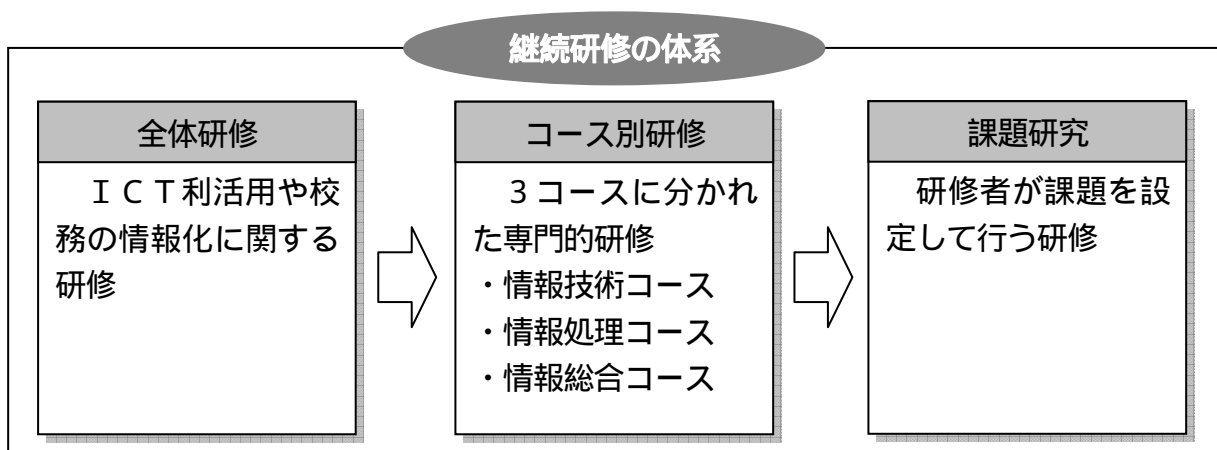 継続研修の体系
全体研修
ＩＣＴ利活用や校
務の情報化に関する
研修
コース別研修
３コースに分かれ
た専門的研修
・情報技術コース
・情報処理コース
・情報総合コース
課題研究
研修者が課題を設
定して行う研修